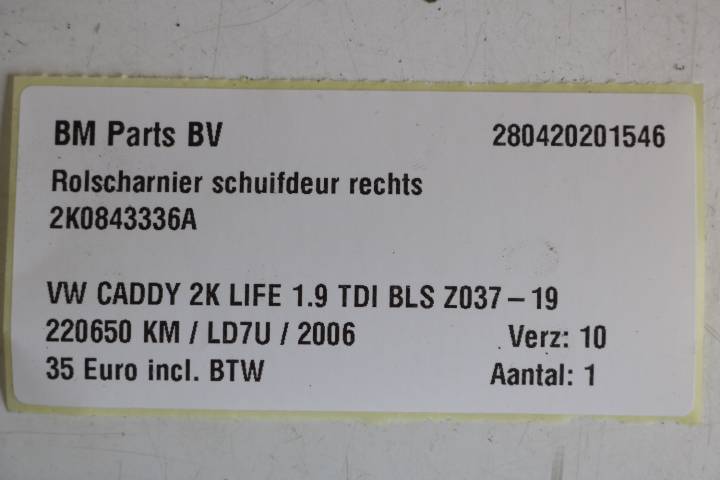 BM Parts BV 280420201546
Rolscharnier schuifdeur rechts
2K0843336A
VW CADDY 2K LIFE 1.9 TDI BLS Z037 – 19
220650 KM / LD7U / 2006 Verz: 10
35 Euro incl. BTW Aantal: 1